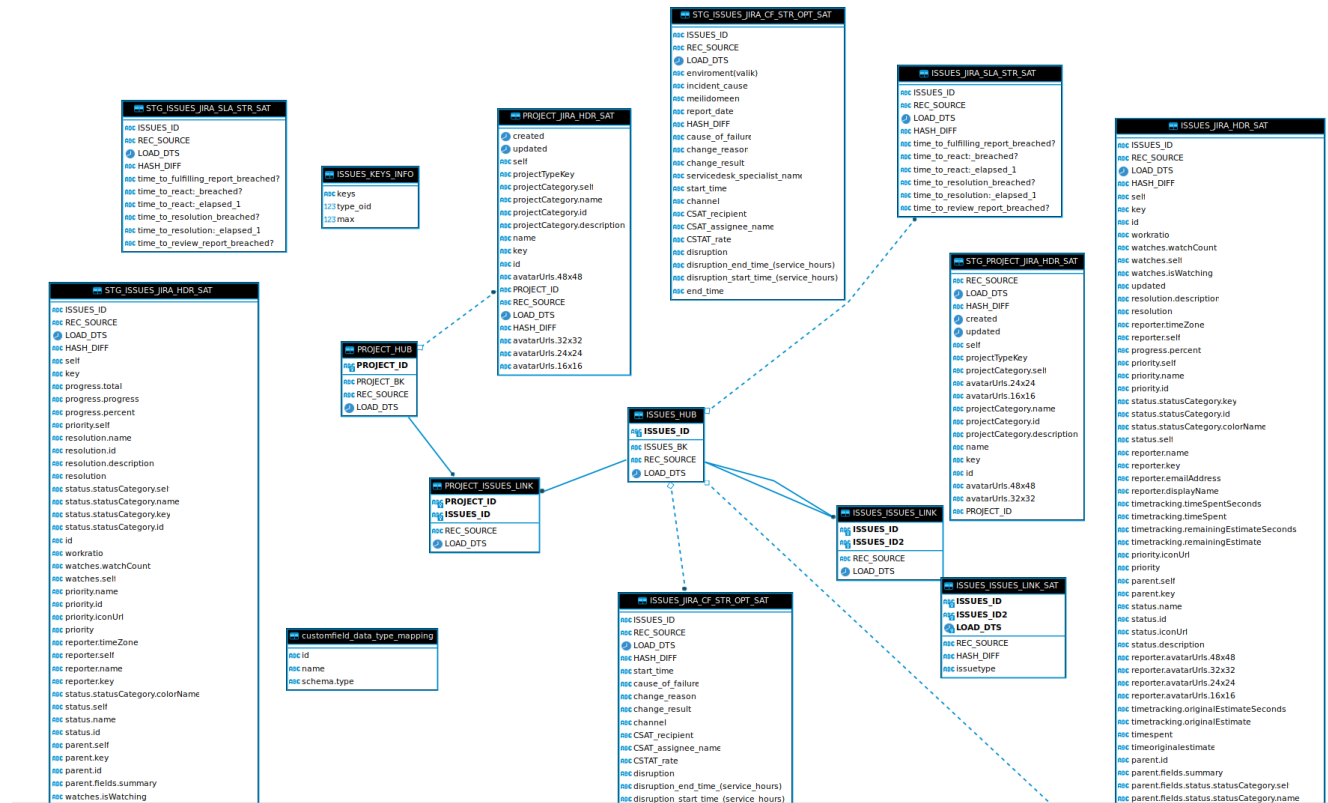 STG_ISSUES_JIRA_CF_STR_OPT_SAT
ISSUES_ID
REC_SOURCE
LOAD_DTS
enviroment(valik)
incident_cause
meilidomeen
report_date
HASH_DIFF
cause_of_failure
change_reason
change_result
servicedesk_specialist_name
start_time
channel
CSAT_recipient
CSAT_assignee_name
CSTAT_rate
disruption
disruption_end_time_(service_hours)
disruption_start_time_(service_hours)
end_time
ISSUES_JIRA_SLA_STR_SAT
ISSUES_ID
REC_SOURCE
LOAD_DTS
HASH_DIFF
time_to_fulfilling_report_breached?
time_to_react:_breached?
time_to_react:_elapsed_1
time_to_resolution_breached?
time_to_resolution:_elapsed_1
time_to_review_report_breached?
STG_ISSUES_JIRA_SLA_STR_SAT
ISSUES_ID
REC_SOURCE
LOAD_DTS
HASH_DIFF
time_to_fulfilling_report_breached?
time_to_react:_breached?
time_to_react:_elapsed_1
time_to_resolution_breached?
time_to_resolution:_elapsed_1
time_to_review_report_breached?
ISSUES_KEYS_INFO
keys
123 type_oid
123 max
PROJECT_JIRA_HDR_SAT
created
updated
self
projectTypeKey
projectCategory.self
projectCategory.name
projectCategory.id
projectCategory.description
name
key
id
avatarUrls.48x48
PROJECT_ID
REC_SOURCE
LOAD_DTS
HASH_DIFF
avatarUrls.32x32
avatarUrls.24x24
avatarUrls.16x16
ISSUES_JIRA_HDR_SAT
ISSUES_ID
REC_SOURCE
LOAD_DTS
HASH_DIFF
self
key
id
workratio
watches.watchCount
watches.self
watches.isWatching
updated
resolution.description
resolution
reporter.timeZone
reporter.self
progress.percent
priority.self
priority.name
priority.id
status.statusCategory.key
status.statusCategory.id
status.statusCategory.colorName
status.self
reporter.name
reporter.key
reporter.emailAddress
reporter.displayName
timetracking.timeSpentSeconds
timetracking.timeSpent
timetracking.remainingEstimateSeconds
timetracking.remainingEstimate
priority.iconUrl
priority
parent.self
parent.key
status.name
status.id
status.iconUrl
status.description
reporter.avatarUrls.48x48
reporter.avatarUrls.32x32
reporter.avatarUrls.24x24
reporter.avatarUrls.16x16
timetracking.originalEstimateSeconds
timetracking.originalEstimate
timespent
timeoriginalestimate
parent.id
parent.fields.summary
parent.fields.status.statusCategory.self
parent.fields.status.statusCategory.name
STG_PROJECT_JIRA_HDR_SAT
REC_SOURCE
LOAD_DTS
HASH_DIFF
created
updated
self
projectTypeKey
projectCategory.self
avatarUrls.24x24
avatarUrls.16x16
projectCategory.name
projectCategory.id
projectCategory.description
name
key
id
avatarUrls.48x48
avatarUrls.32x32
PROJECT_ID
STG_ISSUES_JIRA_HDR_SAT
ISSUES_ID
REC_SOURCE
LOAD_DTS
HASH_DIFF
self
key
progress.total
progress.progress
progress.percent
priority.self
resolution.name
resolution.id
resolution.description
resolution
status.statusCategory.self
status.statusCategory.name
status.statusCategory.key
status.statusCategory.id
id
workratio
watches.watchCount
watches.self
priority.name
priority.id
priority.iconUrl
priority
reporter.timeZone
reporter.self
reporter.name
reporter.key
status.statusCategory.colorName
status.self
status.name
status.id
parent.self
parent.key
parent.id
parent.fields.summary
watches.isWatching
PROJECT_HUB
PROJECT_ID
PROJECT_BK
REC_SOURCE
LOAD_DTS
ISSUES_HUB
ISSUES_ID
ISSUES_BK
REC_SOURCE
LOAD_DTS
PROJECT_ISSUES_LINK
PROJECT_ID
ISSUES_ID
REC_SOURCE
LOAD_DTS
ISSUES_ISSUES_LINK
ISSUES_ID
ISSUES_ID2
REC_SOURCE
LOAD_DTS
ISSUES_ISSUES_LINK_SAT
ISSUES_ID
ISSUES_ID2
LOAD_DTS
REC_SOURCE
HASH_DIFF
issuetype
customfield_data_type_mapping
id
name
schema.type
ISSUES_JIRA_CF_STR_OPT_SAT
ISSUES_ID
REC_SOURCE
LOAD_DTS
HASH_DIFF
start_time
cause_of_failure
change_reason
change_result
channel
CSAT_recipient
CSAT_assignee_name
CSTAT_rate
disruption
disruption_end_time_(service_hours)
disruption_start_time_(service_hours)